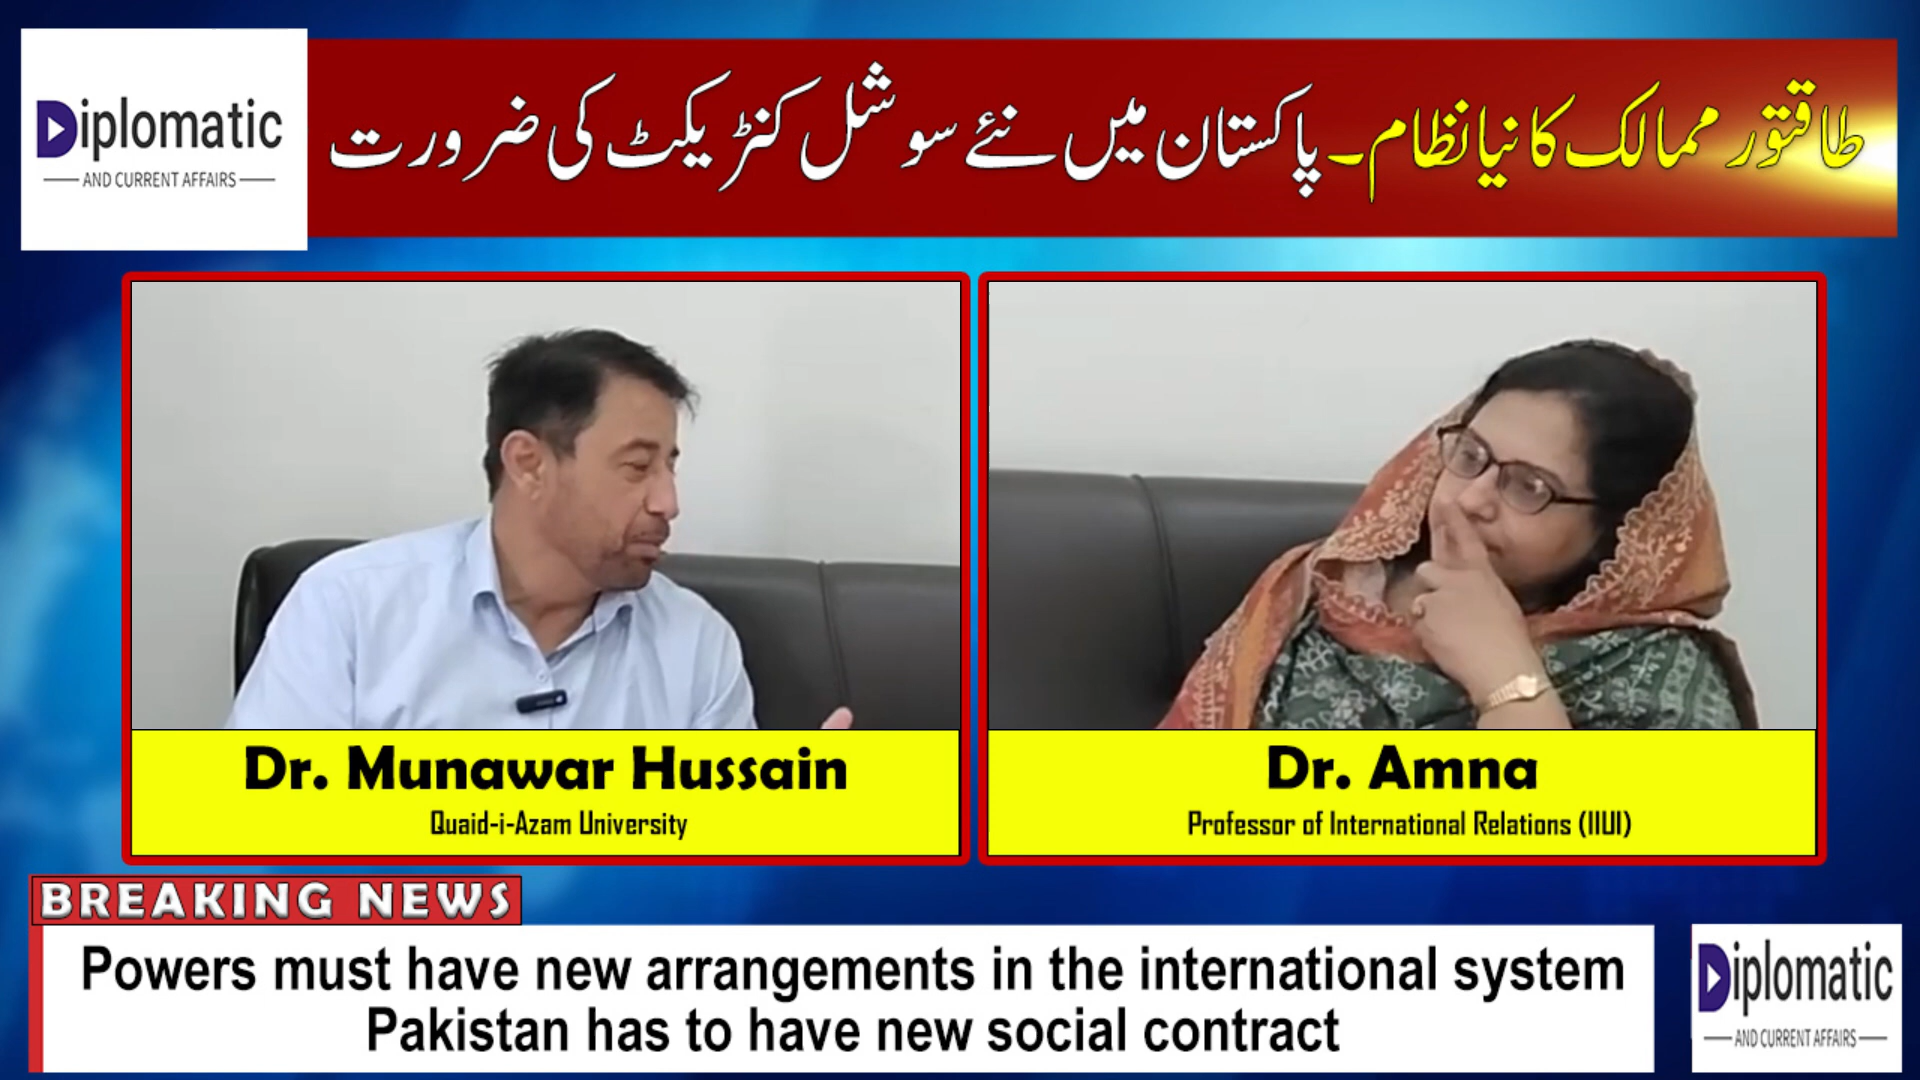 Diplomatic
AND CURRENT AFFAIRS
طاقتور ممالک کا نیا نظام۔ پاکستان میں نئے سوشل کنٹریکٹ کی ضرورت
Dr. Munawar Hussain
Quaid-i-Azam University
Dr. Amna
Professor of International Relations (IIUI)
BREAKING NEWS
Powers must have new arrangements in the international system
Pakistan has to have new social contract
Diplomatic
AND CURRENT AFFAIRS